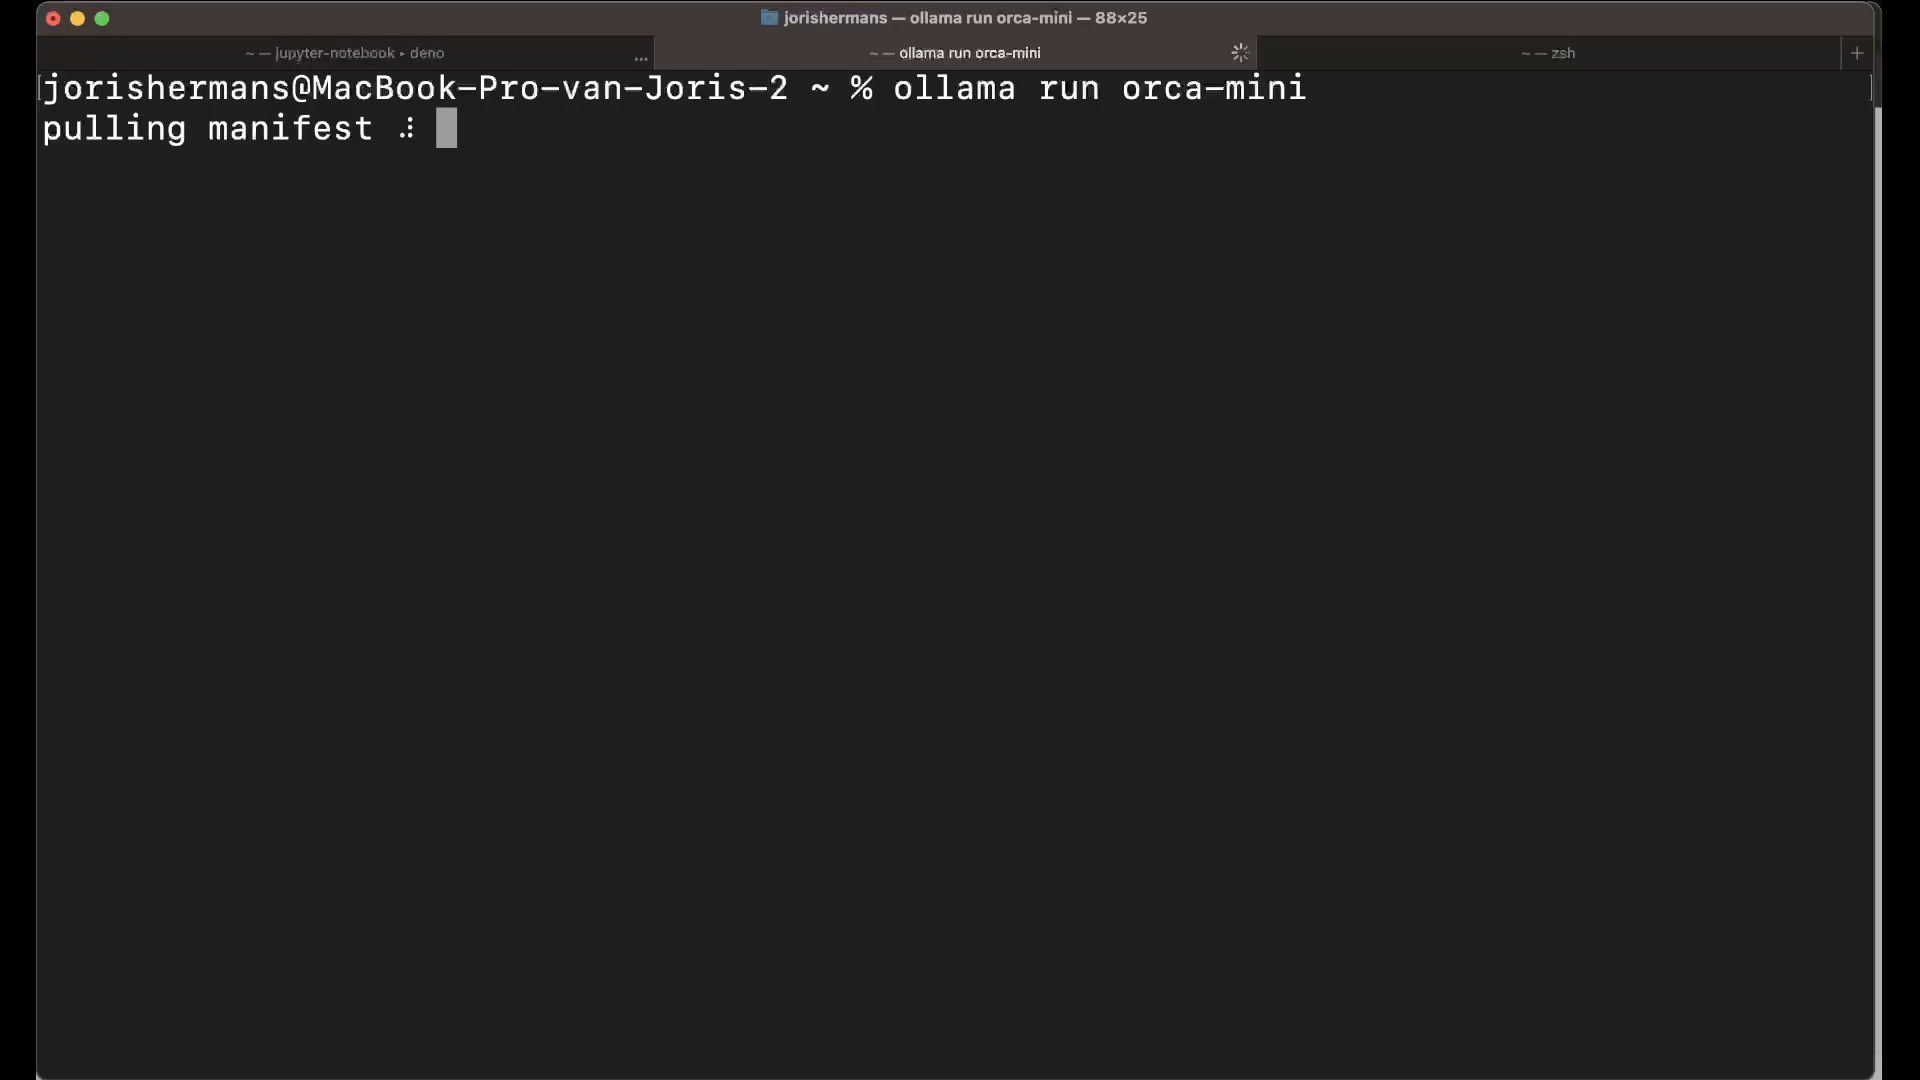 jorishermans — ollama run orca-mini — 88×25
~ — jupyter-notebook ▸ deno ...
~ — ollama run orca-mini
~ — zsh +
jorishermans@MacBook-Pro-van-Joris-2 ~ % ollama run orca-mini
pulling manifest ⠼